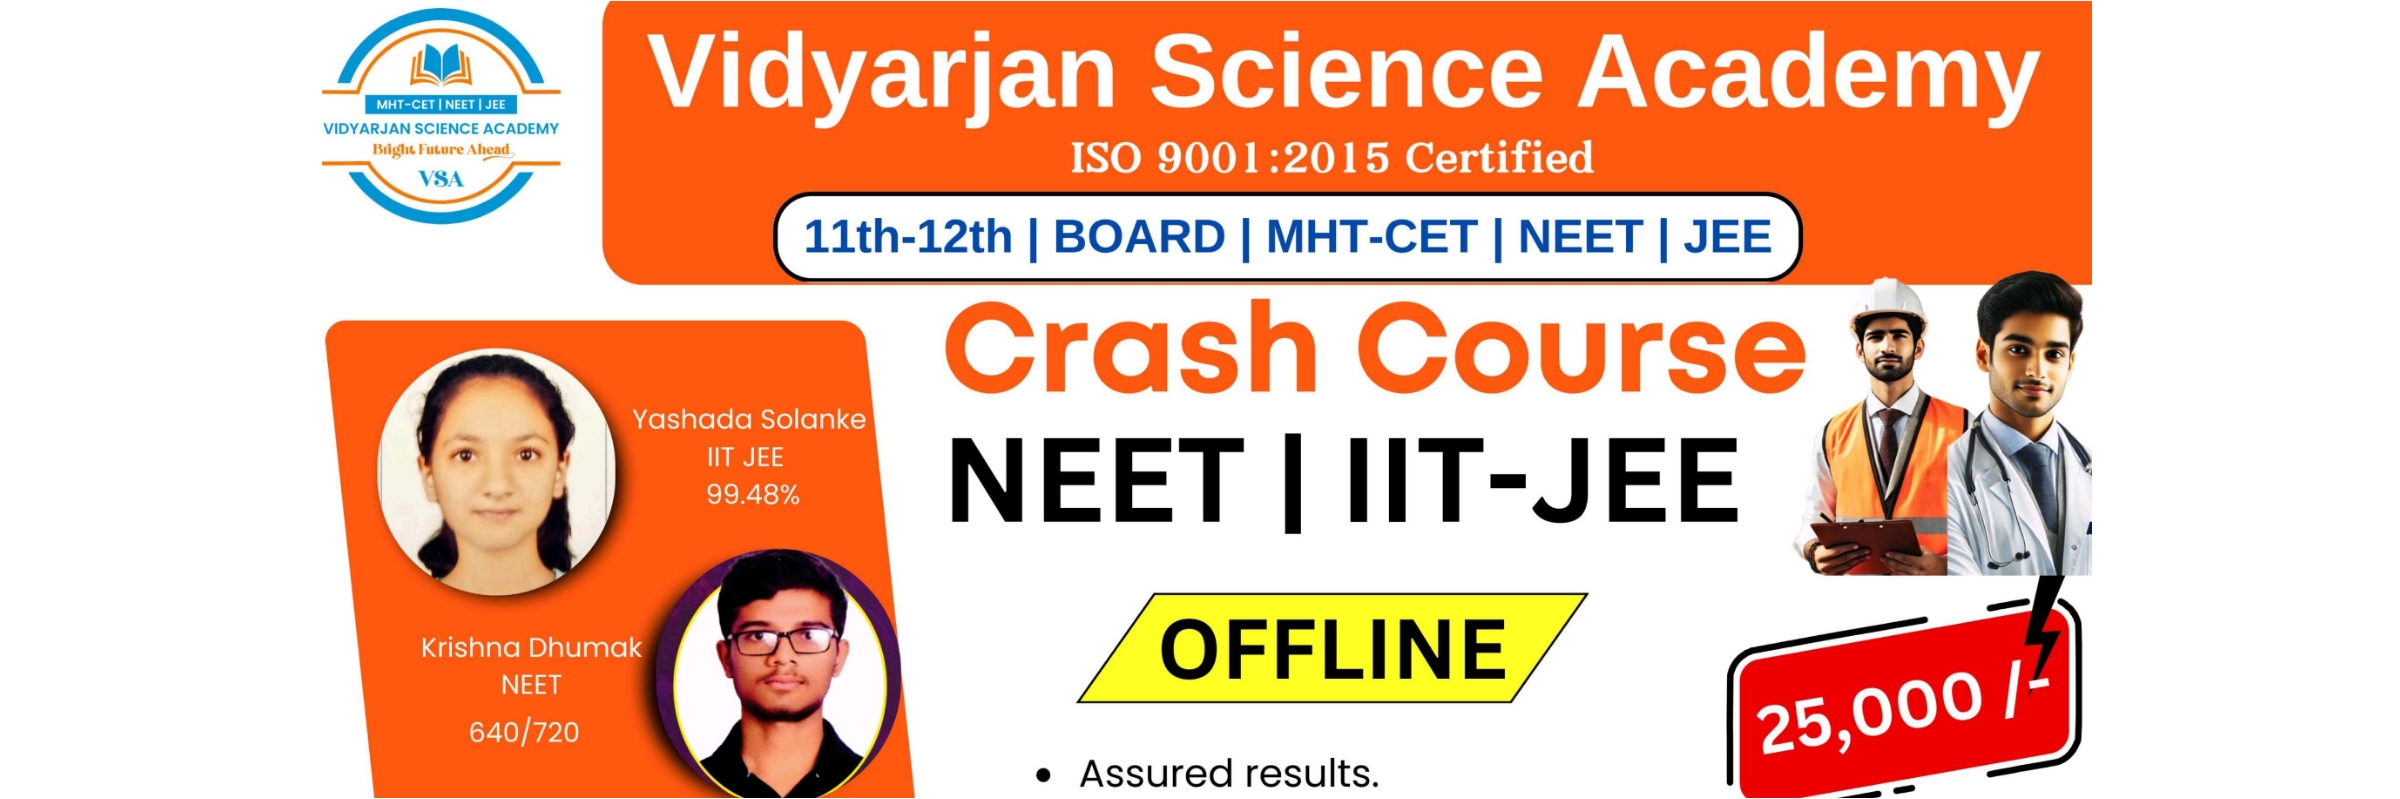 MHT-CET | NEET | JEE
VIDYARJAN SCIENCE ACADEMY
Bright Future Ahead
VSA
Vidyarjan Science Academy
ISO 9001:2015 Certified
11th-12th | BOARD | MHT-CET | NEET | JEE
Crash Course
NEET | IIT-JEE
Yashada Solanke
IIT JEE
99.48%
Krishna Dhumak
NEET
640/720
OFFLINE
25,000 /-
• Assured results.